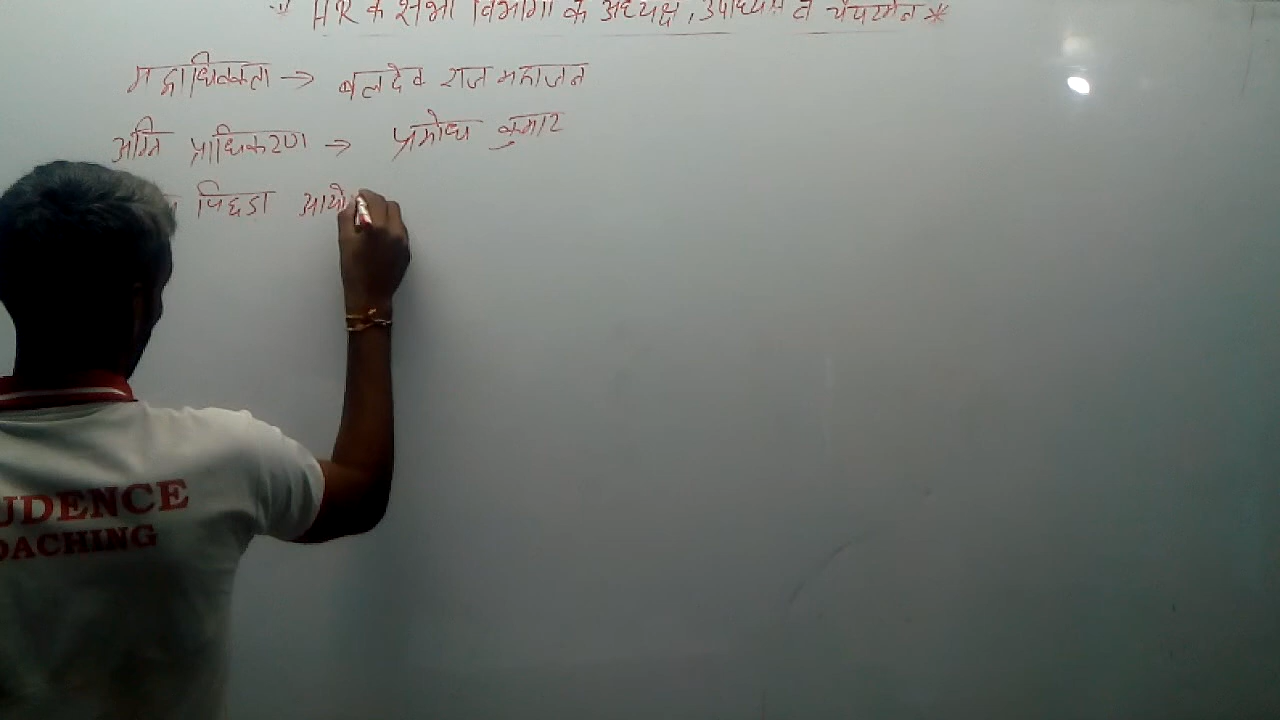 HR के सभी विभागों के अध्यक्ष, उपाध्यक्ष व चेयरमैन *
महाधिवक्ता → बलदेव राज महाजन
अग्नि प्राधिकरण → प्रमोध कुमार
पिछडा आयो
UDENCE
OACHING